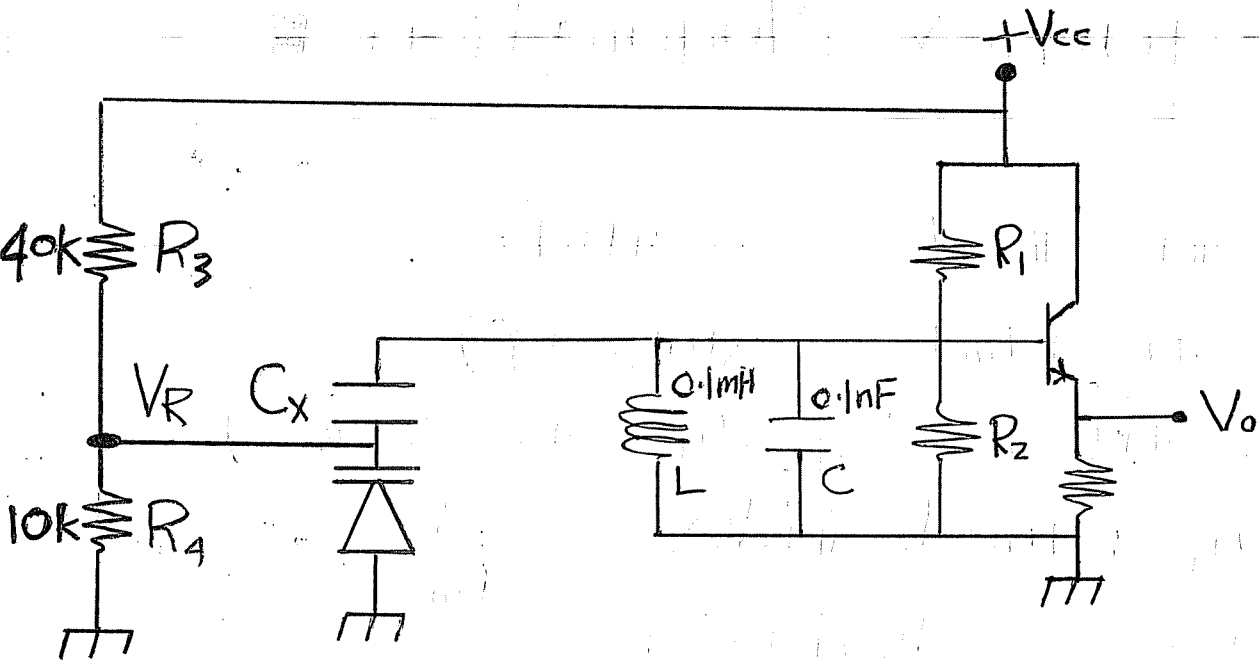 +Vcc
40k R3
R1
VR Cx
0.1mH
0.1nF
Vo
R2
L
C
10k R4